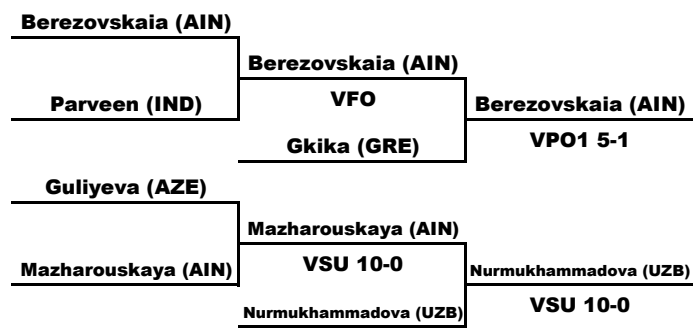 Berezovskaia (AIN)
Berezovskaia (AIN)
Parveen (IND)
VFO
Berezovskaia (AIN)
Gkika (GRE)
VPO1 5-1
Guliyeva (AZE)
Mazharouskaya (AIN)
Mazharouskaya (AIN)
VSU 10-0
Nurmukhammadova (UZB)
Nurmukhammadova (UZB)
VSU 10-0